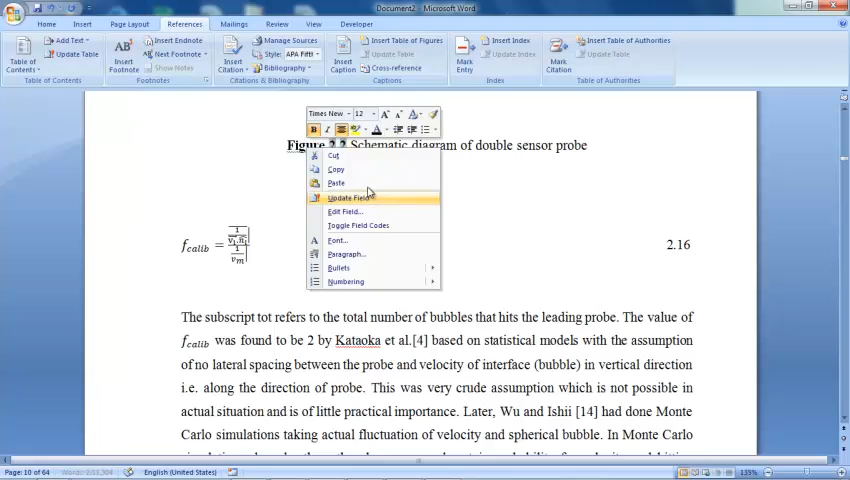 Document2 - Microsoft Word
Home Insert Page Layout References Mailings Review View Developer
Add Text
Update Table
Table of Contents
Table of Contents
AB
Insert Footnote
Insert Endnote
Next Footnote
Show Notes
Footnotes
Insert Citation
Manage Sources
Style: APA Fifth
Bibliography
Citations & Bibliography
Insert Caption
Insert Table of Figures
Update Table
Cross-reference
Captions
Mark Entry
Insert Index
Update Index
Index
Mark Citation
Insert Table of Authorities
Update Table
Table of Authorities
Times New 12 A A A
B I A
Figure 2.2 Schematic diagram of double sensor probe
Cut
Copy
Paste
Update Field
Edit Field...
Toggle Field Codes
Font...
Paragraph...
Bullets
Numbering
2.16
The subscript tot refers to the total number of bubbles that hits the leading probe. The value of
f calib was found to be 2 by Kataoka et al.[4] based on statistical models with the assumption
of no lateral spacing between the probe and velocity of interface (bubble) in vertical direction
i.e. along the direction of probe. This was very crude assumption which is not possible in
actual situation and is of little practical importance. Later, Wu and Ishii [14] had done Monte
Carlo simulations taking actual fluctuation of velocity and spherical bubble. In Monte Carlo
Page: 10 of 64 Words: 2/13,304 English (United States) 135%